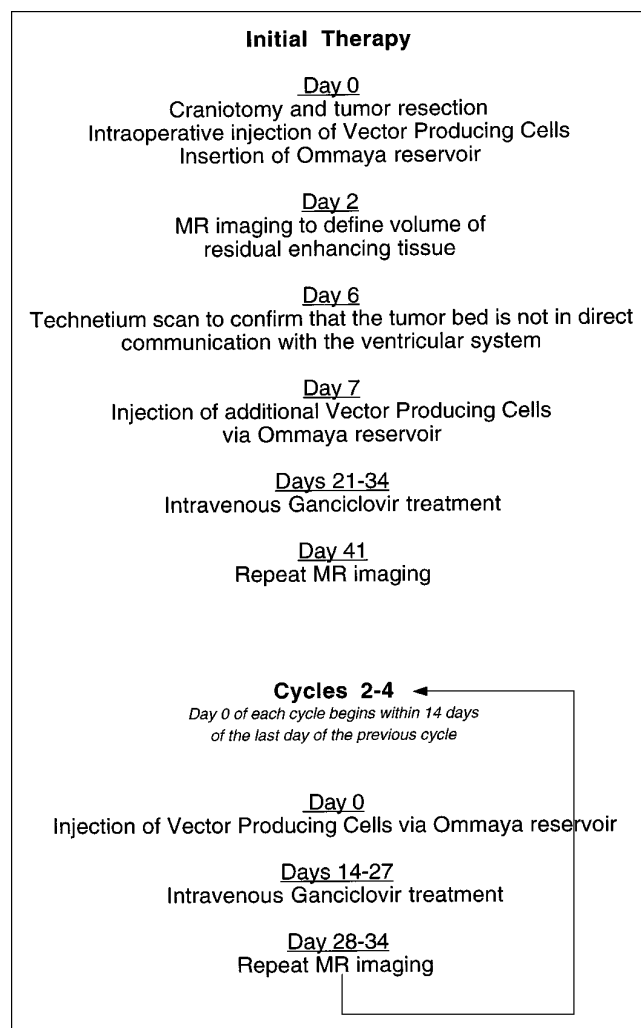 Initial Therapy
Day 0
Craniotomy and tumor resection
Intraoperative injection of Vector Producing Cells
Insertion of Ommaya reservoir
Day 2
MR imaging to define volume of
residual enhancing tissue
Day 6
Technetium scan to confirm that the tumor bed is not in direct
communication with the ventricular system
Day 7
Injection of additional Vector Producing Cells
via Ommaya reservoir
Days 21-34
Intravenous Ganciclovir treatment
Day 41
Repeat MR imaging
Cycles 2-4
Day 0 of each cycle begins within 14 days
of the last day of the previous cycle
Day 0
Injection of Vector Producing Cells via Ommaya reservoir
Days 14-27
Intravenous Ganciclovir treatment
Day 28-34
Repeat MR imaging